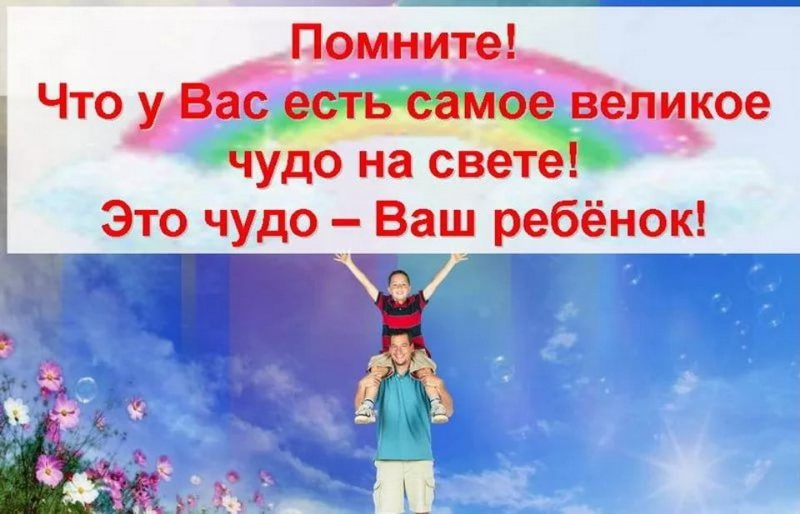 Помните!
Что у Вас есть самое великое
чудо на свете!
Это чудо – Ваш ребёнок!